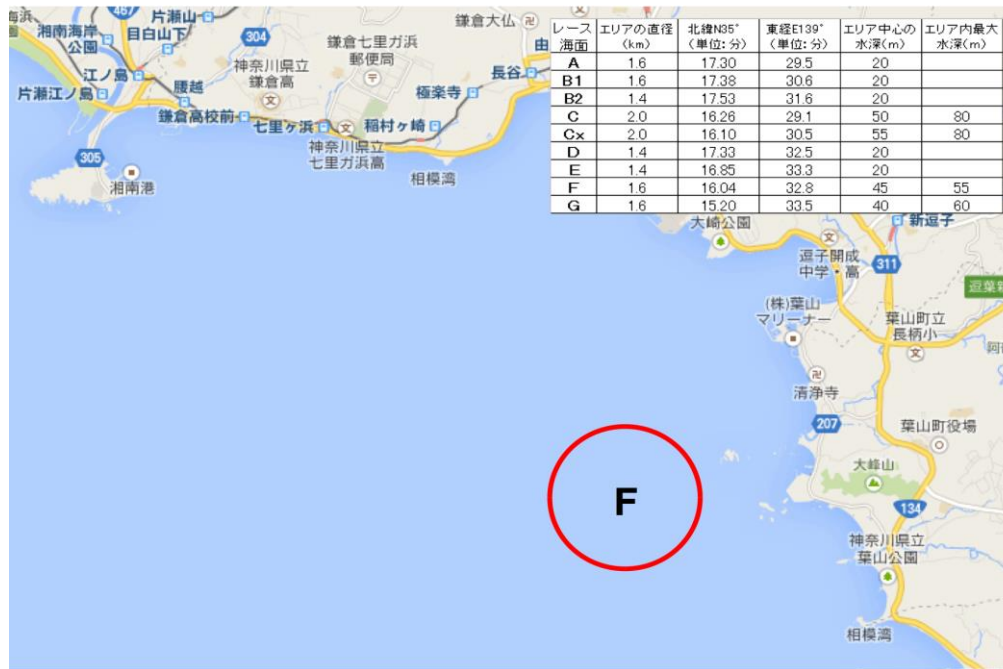 片瀬山
湘南海岸
公園
目白山下
467
304
江ノ島
片瀬江ノ島
腰越
神奈川県立
鎌倉高
鎌倉高校前
七里ヶ浜
神奈川県立
七里ガ浜高
稲村ヶ崎
極楽寺
長谷
鎌倉大仏
鎌倉七里ガ浜
郵便局
由
相模湾
305
湘南港
レース
海面
エリアの直径
(km)
北緯N35°
(単位:分)
東経E139°
(単位:分)
エリア中心の
水深(m)
エリア内最大
水深(m)
A 1.6 17.30 29.5 20
B1 1.6 17.38 30.6 20
B2 1.4 17.53 31.6 20
C 2.0 16.26 29.1 50 80
Cx 2.0 16.10 30.5 55 80
D 1.4 17.33 32.5 20
E 1.4 16.85 33.3 20
F 1.6 16.04 32.8 45 55
G 1.6 15.20 33.5 40 60
大崎公園
新逗子
逗子開成
中学・高
311
逗葉新
(株)葉山
マリーナー
葉山町立
長柄小
阿
清浄寺
207
葉山町役場
大峰山
134
F
神奈川県立
葉山公園
相模湾